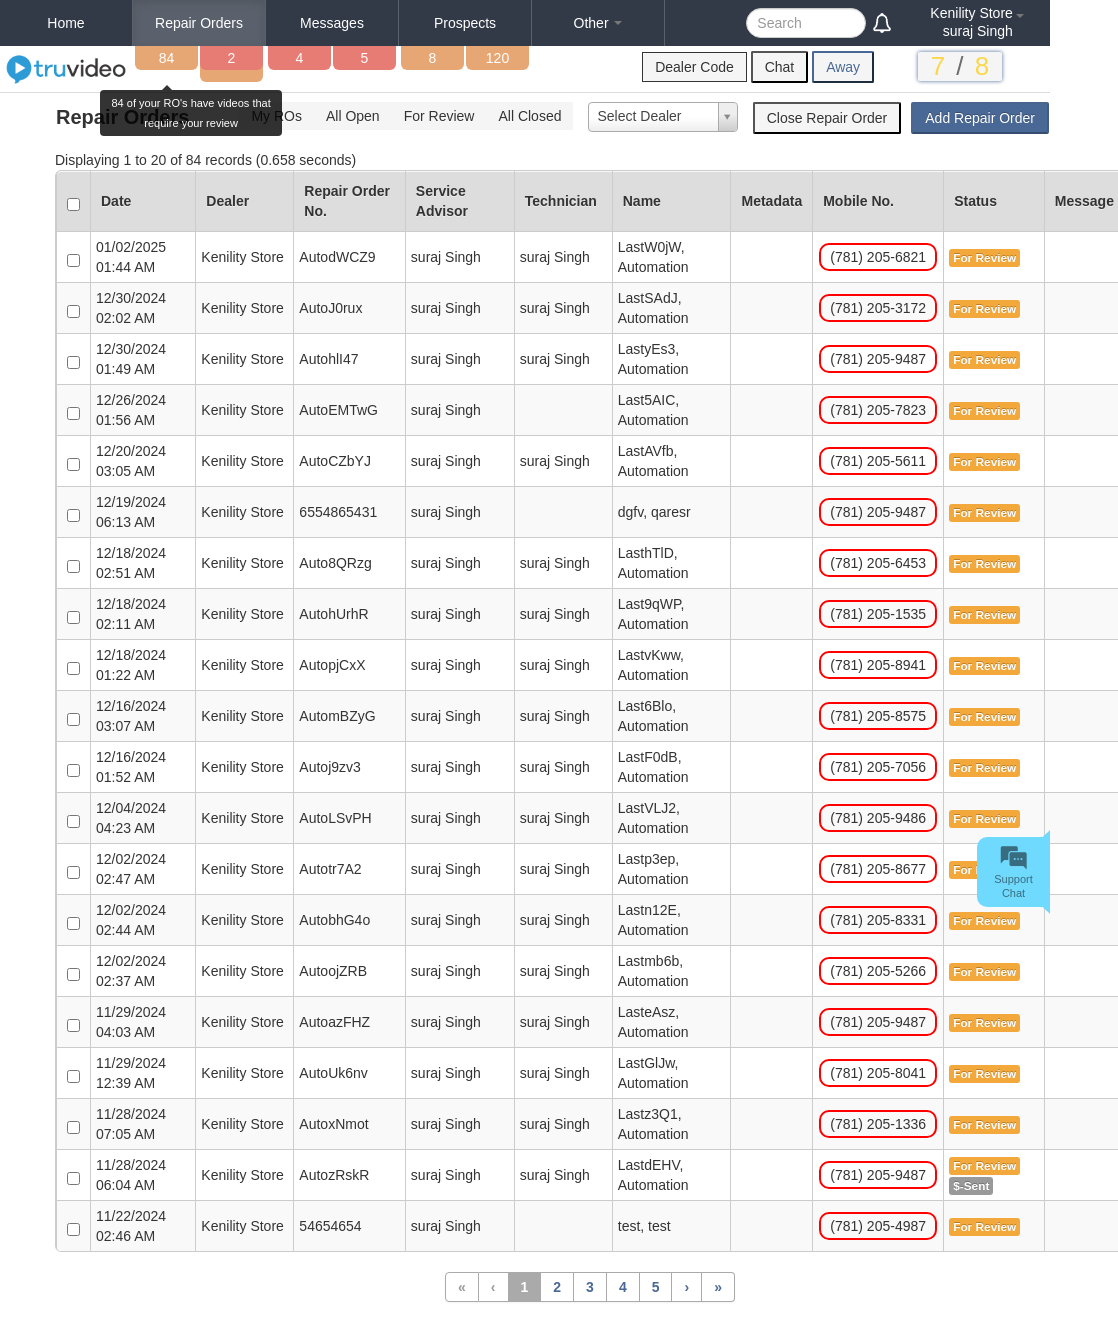 Home Repair Orders Messages Prospects Other Search Kenility Store
suraj Singh
truvideo 84 2 4 5 8 120 Dealer Code Chat Away 7 / 8
84 of your RO's have videos that
require your review
Repair Orders My ROs All Open For Review All Closed Select Dealer Close Repair Order Add Repair Order
Displaying 1 to 20 of 84 records (0.658 seconds)
Date Dealer Repair Order No. Service Advisor Technician Name Metadata Mobile No. Status Message
01/02/2025 01:44 AM Kenility Store AutodWCZ9 suraj Singh suraj Singh LastW0jW, Automation (781) 205-6821 For Review
12/30/2024 02:02 AM Kenility Store AutoJ0rux suraj Singh suraj Singh LastSAdJ, Automation (781) 205-3172 For Review
12/30/2024 01:49 AM Kenility Store AutohlI47 suraj Singh suraj Singh LastyEs3, Automation (781) 205-9487 For Review
12/26/2024 01:56 AM Kenility Store AutoEMTwG suraj Singh Last5AIC, Automation (781) 205-7823 For Review
12/20/2024 03:05 AM Kenility Store AutoCZbYJ suraj Singh suraj Singh LastAVfb, Automation (781) 205-5611 For Review
12/19/2024 06:13 AM Kenility Store 6554865431 suraj Singh dgfv, qaresr (781) 205-9487 For Review
12/18/2024 02:51 AM Kenility Store Auto8QRzg suraj Singh suraj Singh LasthTlD, Automation (781) 205-6453 For Review
12/18/2024 02:11 AM Kenility Store AutohUrhR suraj Singh suraj Singh Last9qWP, Automation (781) 205-1535 For Review
12/18/2024 01:22 AM Kenility Store AutopjCxX suraj Singh suraj Singh LastvKww, Automation (781) 205-8941 For Review
12/16/2024 03:07 AM Kenility Store AutomBZyG suraj Singh suraj Singh Last6Blo, Automation (781) 205-8575 For Review
12/16/2024 01:52 AM Kenility Store Autoj9zv3 suraj Singh suraj Singh LastF0dB, Automation (781) 205-7056 For Review
12/04/2024 04:23 AM Kenility Store AutoLSvPH suraj Singh suraj Singh LastVLJ2, Automation (781) 205-9486 For Review
12/02/2024 02:47 AM Kenility Store Autotr7A2 suraj Singh suraj Singh Lastp3ep, Automation (781) 205-8677 For
Support
Chat
12/02/2024 02:44 AM Kenility Store AutobhG4o suraj Singh suraj Singh Lastn12E, Automation (781) 205-8331 For Review
12/02/2024 02:37 AM Kenility Store AutoojZRB suraj Singh suraj Singh Lastmb6b, Automation (781) 205-5266 For Review
11/29/2024 04:03 AM Kenility Store AutoazFHZ suraj Singh suraj Singh LasteAsz, Automation (781) 205-9487 For Review
11/29/2024 12:39 AM Kenility Store AutoUk6nv suraj Singh suraj Singh LastGlJw, Automation (781) 205-8041 For Review
11/28/2024 07:05 AM Kenility Store AutoxNmot suraj Singh suraj Singh Lastz3Q1, Automation (781) 205-1336 For Review
11/28/2024 06:04 AM Kenility Store AutozRskR suraj Singh suraj Singh LastdEHV, Automation (781) 205-9487 For Review $-Sent
11/22/2024 02:46 AM Kenility Store 54654654 suraj Singh test, test (781) 205-4987 For Review
« ‹ 1 2 3 4 5 › »